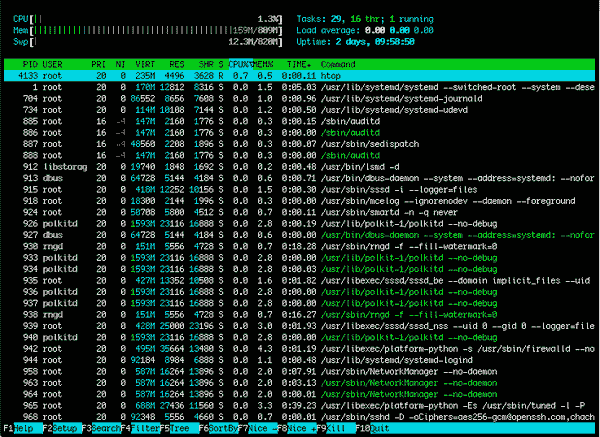 CPU[|| 1.3%] Tasks: 29, 16 thr; 1 running
Mem[||||||||||||||||||||| 159M/809M] Load average: 0.00 0.00 0.00
Swp[|| 12.3M/820M] Uptime: 2 days, 09:58:50
PID USER PRI NI VIRT RES SHR S CPU% MEM% TIME+ Command
4133 root 20 0 235M 4496 3628 R 0.7 0.5 0:00.11 htop
1 root 20 0 170M 12812 8316 S 0.0 1.5 0:05.03 /usr/lib/systemd/systemd --switched-root --system --dese
704 root 20 0 86552 8656 7608 S 0.0 1.0 0:00.96 /usr/lib/systemd/systemd-journald
734 root 20 0 114M 10108 7144 S 0.0 1.2 0:00.50 /usr/lib/systemd/systemd-udevd
885 root 16 -4 147M 2160 1776 S 0.0 0.3 0:00.15 /sbin/auditd
886 root 16 -4 147M 2160 1776 S 0.0 0.3 0:00.00 /sbin/auditd
887 root 16 -4 48560 2208 1896 S 0.0 0.3 0:00.07 /usr/sbin/sedispatch
888 root 16 -4 147M 2160 1776 S 0.0 0.3 0:00.00 /sbin/auditd
912 libstorag 20 0 19740 1848 1692 S 0.0 0.2 0:00.48 /usr/bin/lsmd -d
913 dbus 20 0 64728 5144 4184 S 0.0 0.6 0:00.71 /usr/bin/dbus-daemon --system --address=systemd: --nofor
915 root 20 0 418M 12252 10156 S 0.0 1.5 0:00.30 /usr/sbin/sssd -i --logger=files
918 root 20 0 18300 2144 1996 S 0.0 0.3 0:00.00 /usr/sbin/mcelog --ignorenodev --daemon --foreground
924 root 20 0 50708 5800 4512 S 0.0 0.7 0:00.11 /usr/sbin/smartd -n -q never
926 polkitd 20 0 1593M 23116 16888 S 0.0 2.8 0:00.15 /usr/lib/polkit-1/polkitd --no-debug
927 dbus 20 0 64728 5144 4184 S 0.0 0.6 0:00.00 /usr/bin/dbus-daemon --system --address=systemd: --nofor
930 rngd 20 0 151M 5556 4728 S 0.0 0.7 0:18.28 /usr/sbin/rngd -f --fill-watermark=0
933 polkitd 20 0 1593M 23116 16888 S 0.0 2.8 0:00.00 /usr/lib/polkit-1/polkitd --no-debug
934 polkitd 20 0 1593M 23116 16888 S 0.0 2.8 0:00.03 /usr/lib/polkit-1/polkitd --no-debug
935 root 20 0 427M 13352 10508 S 0.0 1.6 0:01.82 /usr/libexec/sssd/sssd_be --domain implicit_files --uid
936 polkitd 20 0 1593M 23116 16888 S 0.0 2.8 0:00.00 /usr/lib/polkit-1/polkitd --no-debug
937 polkitd 20 0 1593M 23116 16888 S 0.0 2.8 0:00.00 /usr/lib/polkit-1/polkitd --no-debug
938 rngd 20 0 151M 5556 4728 S 0.0 0.7 0:16.27 /usr/sbin/rngd -f --fill-watermark=0
939 root 20 0 428M 25000 23196 S 0.0 3.0 0:01.93 /usr/libexec/sssd/sssd_nss --uid 0 --gid 0 --logger=file
940 polkitd 20 0 1593M 23116 16888 S 0.0 2.8 0:00.00 /usr/lib/polkit-1/polkitd --no-debug
942 root 20 0 495M 35664 13480 S 0.0 4.3 0:01.19 /usr/libexec/platform-python -s /usr/sbin/firewalld --no
944 root 20 0 92184 8984 6888 S 0.0 1.1 0:00.48 /usr/lib/systemd/systemd-logind
958 root 20 0 587M 16264 13896 S 0.0 2.0 0:07.91 /usr/sbin/NetworkManager --no-daemon
963 root 20 0 587M 16264 13896 S 0.0 2.0 0:03.13 /usr/sbin/NetworkManager --no-daemon
964 root 20 0 587M 16264 13896 S 0.0 2.0 0:02.14 /usr/sbin/NetworkManager --no-daemon
965 root 20 0 688M 27436 11560 S 0.0 3.3 0:39.23 /usr/libexec/platform-python -Es /usr/sbin/tuned -l -P
968 root 20 0 92348 5556 4460 S 0.0 0.7 0:00.01 /usr/sbin/sshd -D -oCiphers=aes256-gcm@openssh.com,chach
F1Help F2Setup F3Search F4Filter F5Tree F6SortBy F7Nice - F8Nice + F9Kill F10Quit